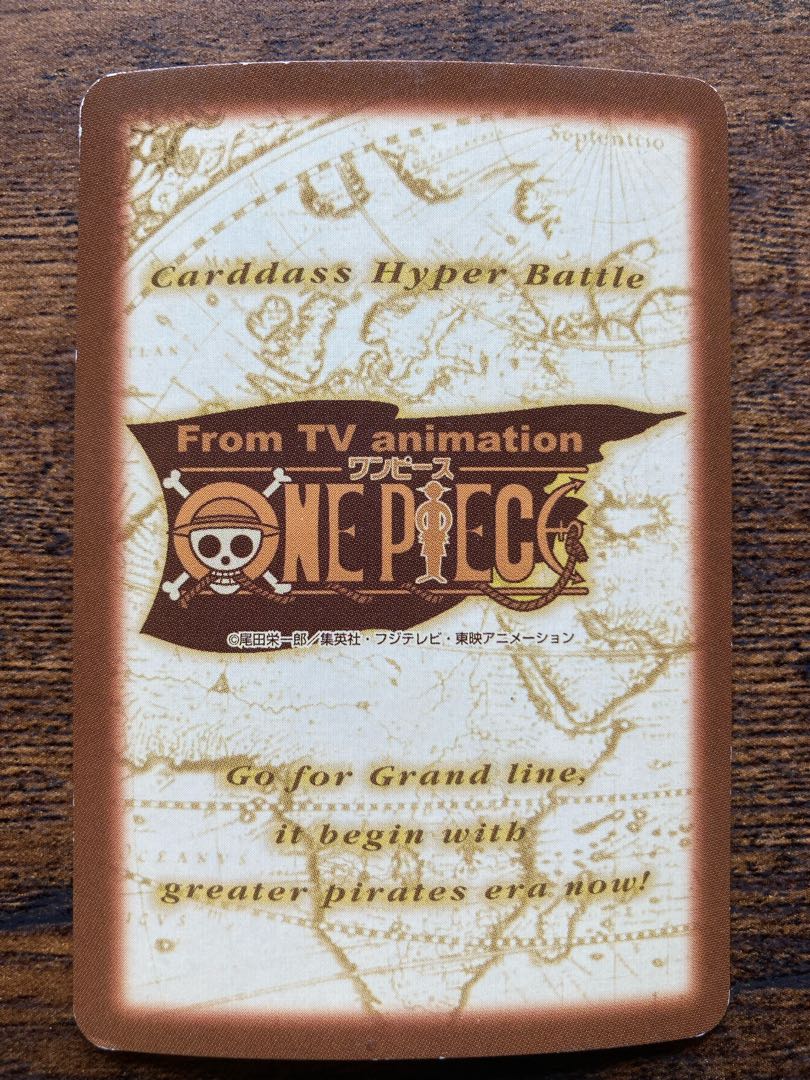 Septentrio
Carddass Hyper Battle
From TV animation
ワンピース
ONE PIECE
©尾田栄一郎／集英社・フジテレビ・東映アニメーション
Go for Grand line,
it begin with
OCEANVS
greater pirates era now!